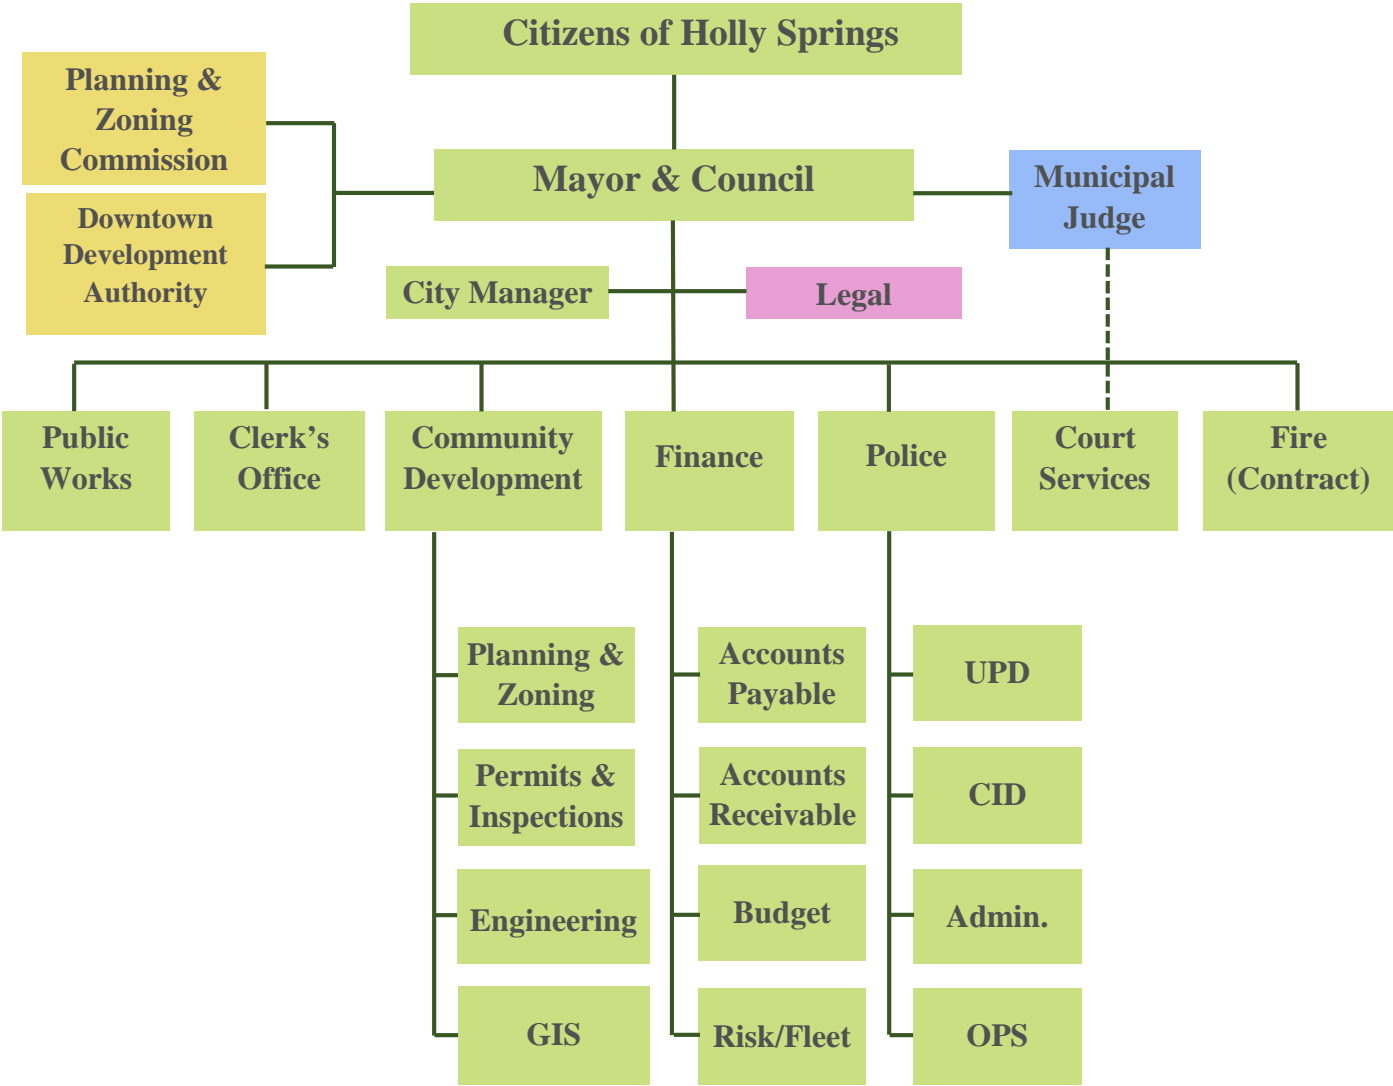 Citizens of Holly Springs
Planning &
Zoning
Commission
Mayor & Council
Municipal
Judge
Downtown
Development
Authority
City Manager
Legal
Public
Works
Clerk’s
Office
Community
Development
Finance
Police
Court
Services
Fire
(Contract)
Planning &
Zoning
Accounts
Payable
UPD
Permits &
Inspections
Accounts
Receivable
CID
Engineering
Budget
Admin.
GIS
Risk/Fleet
OPS